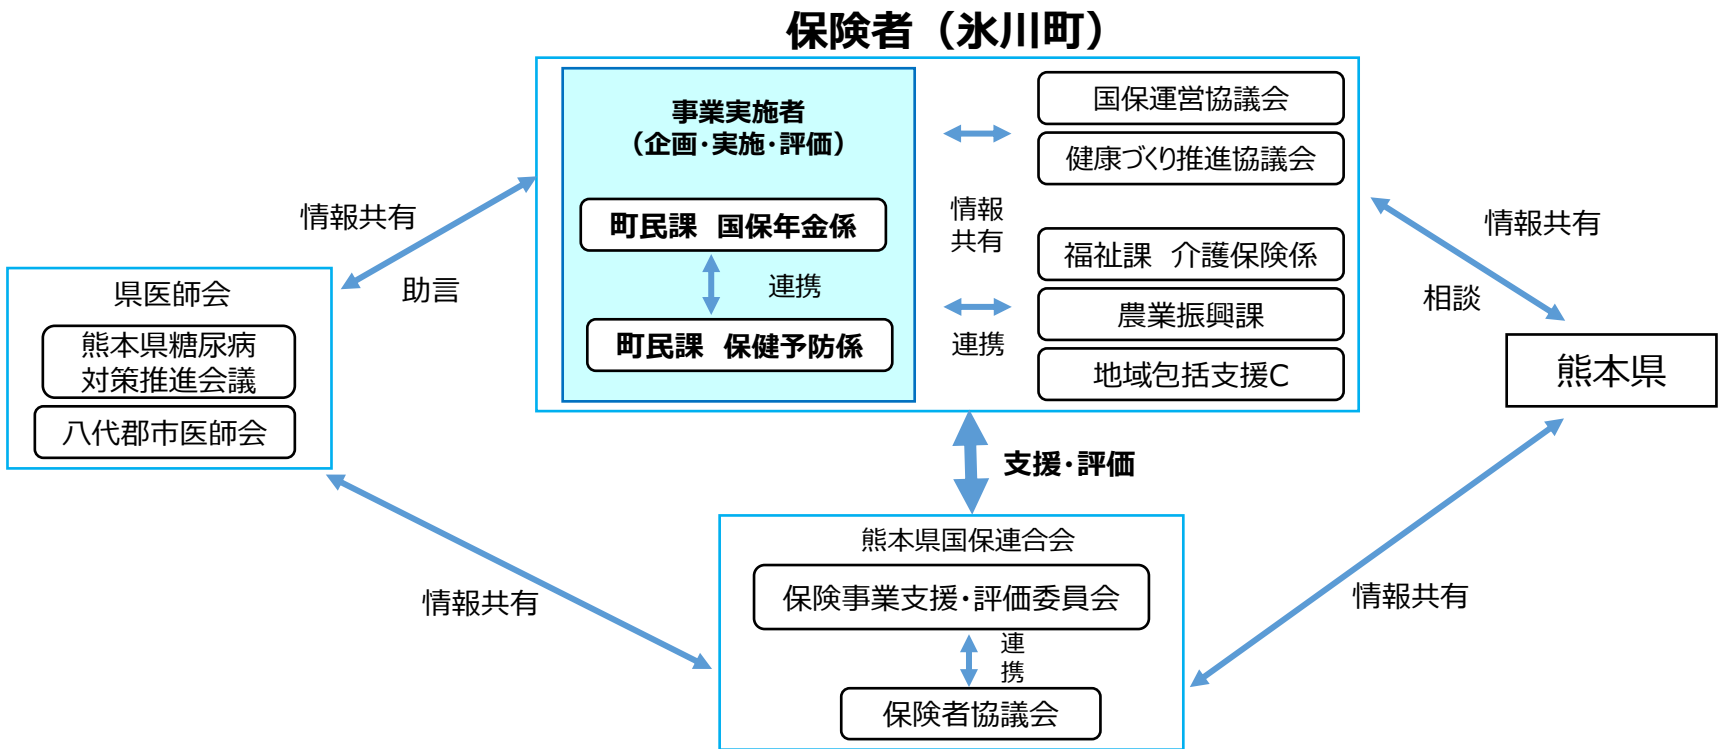 保険者（氷川町）
事業実施者
（企画・実施・評価）
町民課　国保年金係
連携
町民課　保健予防係
情報
共有
連携
国保運営協議会
健康づくり推進協議会
福祉課　介護保険係
農業振興課
地域包括支援C
情報共有
助言
県医師会
熊本県糖尿病
対策推進会議
八代郡市医師会
情報共有
相談
熊本県
支援・評価
熊本県国保連合会
保険事業支援・評価委員会
連
携
保険者協議会
情報共有
情報共有